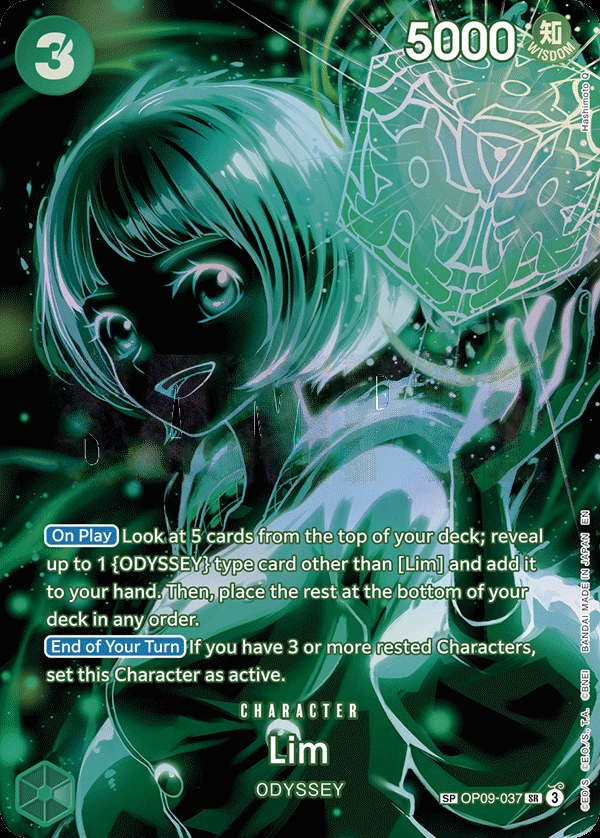 3
5000
知
WISDOM
Hashimoto Q
On Play Look at 5 cards from the top of your deck; reveal
up to 1 {ODYSSEY} type card other than [Lim] and add it
to your hand. Then, place the rest at the bottom of your
deck in any order.
End of Your Turn If you have 3 or more rested Characters,
set this Character as active.
CHARACTER
Lim
ODYSSEY
SP OP09-037 SR 3
©E.O./S. ©E.O./S., T.A. ©BNEI BANDAI MADE IN JAPAN EN